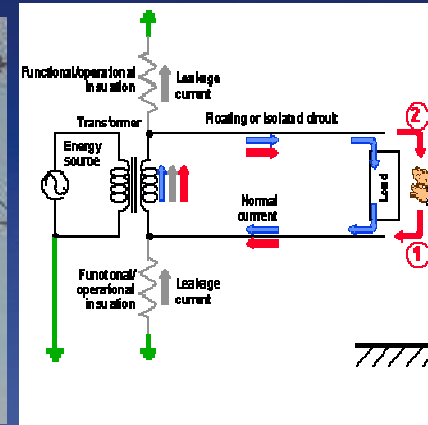 Functional/operational
insulation
Leakage
current
Transformer
Floating or isolated circuit
②
Energy
source
Load
Normal
current
①
Functional/
operational
insulation
Leakage
current